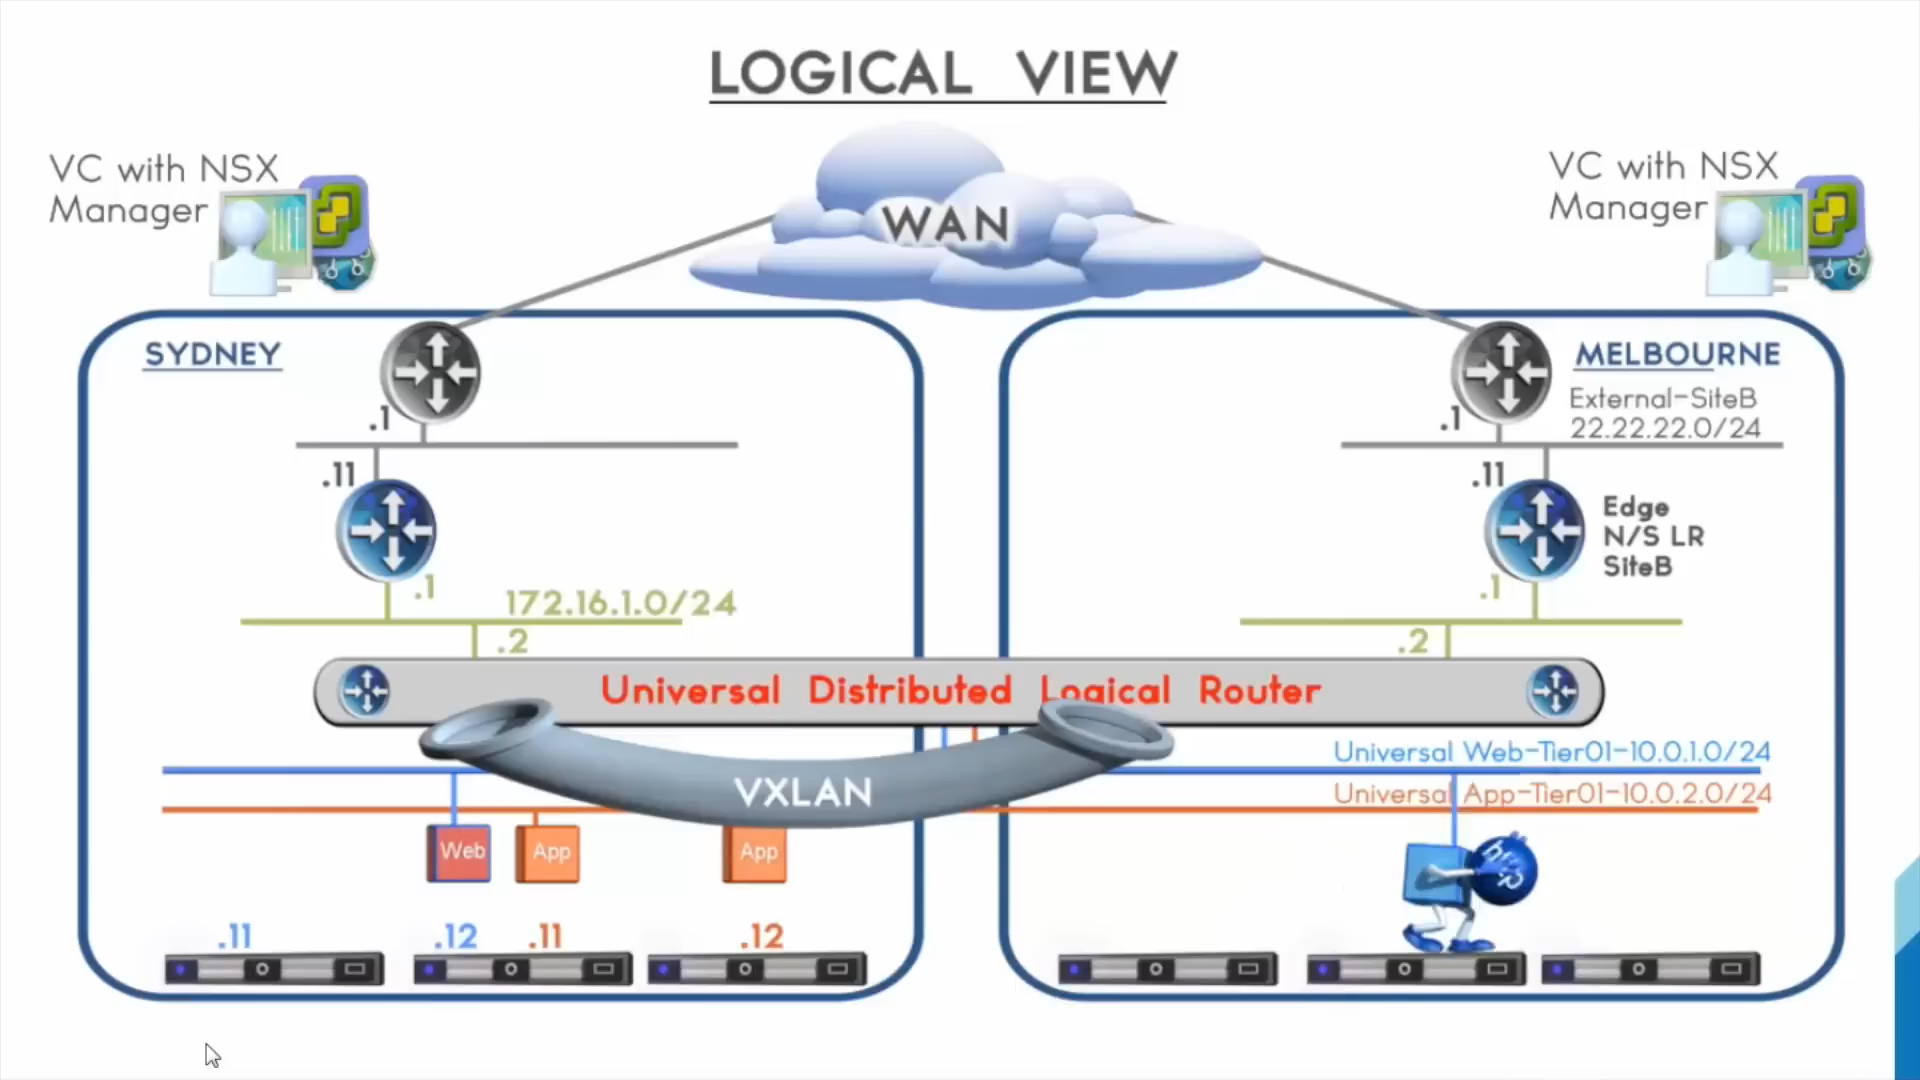 LOGICAL VIEW
VC with NSX
Manager
VC with NSX
Manager
WAN
SYDNEY
MELBOURNE
External-SiteB
22.22.22.0/24
.1
.1
.11
.11
Edge
N/S LR
SiteB
.1
.1
172.16.1.0/24
.2
.2
Universal Distributed Logical Router
Universal Web-Tier01-10.0.1.0/24
VXLAN
Universal App-Tier01-10.0.2.0/24
Web
App
App
http
.11
.12
.11
.12